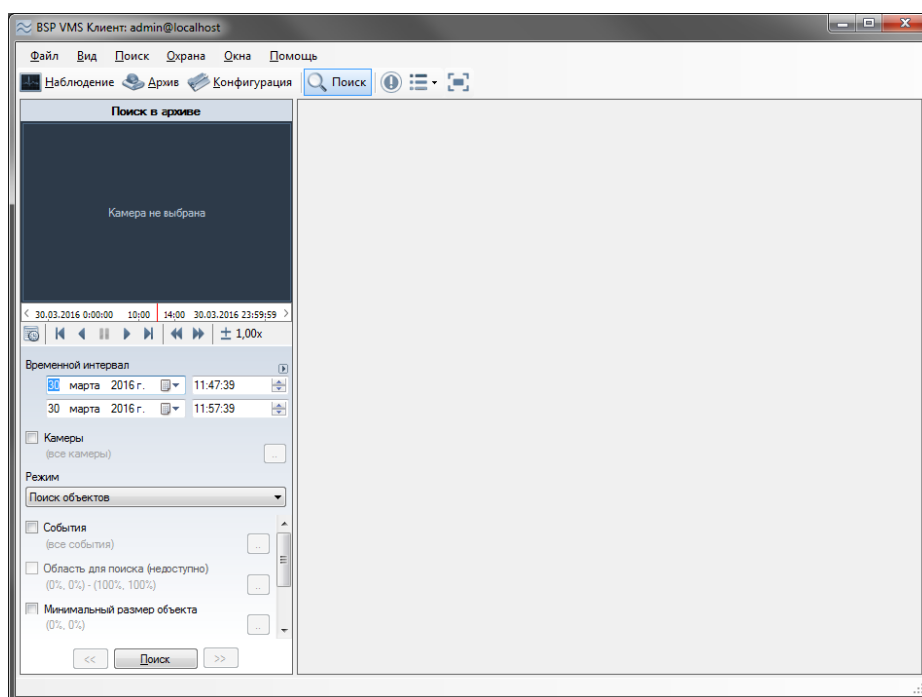 BSP VMS Клиент: admin@localhost
Файл Вид Поиск Охрана Окна Помощь
Наблюдение Архив Конфигурация Поиск
Поиск в архиве
Камера не выбрана
30.03.2016 0:00:00 10:00 14:00 30.03.2016 23:59:59
1,00x
Временной интервал
30 марта 2016 г. 11:47:39
30 марта 2016 г. 11:57:39
Камеры
(все камеры) ..
Режим
Поиск объектов
События
(все события) ..
Область для поиска (недоступно)
(0%, 0%) - (100%, 100%) ..
Минимальный размер объекта
(0%, 0%) ..
<< Поиск >>